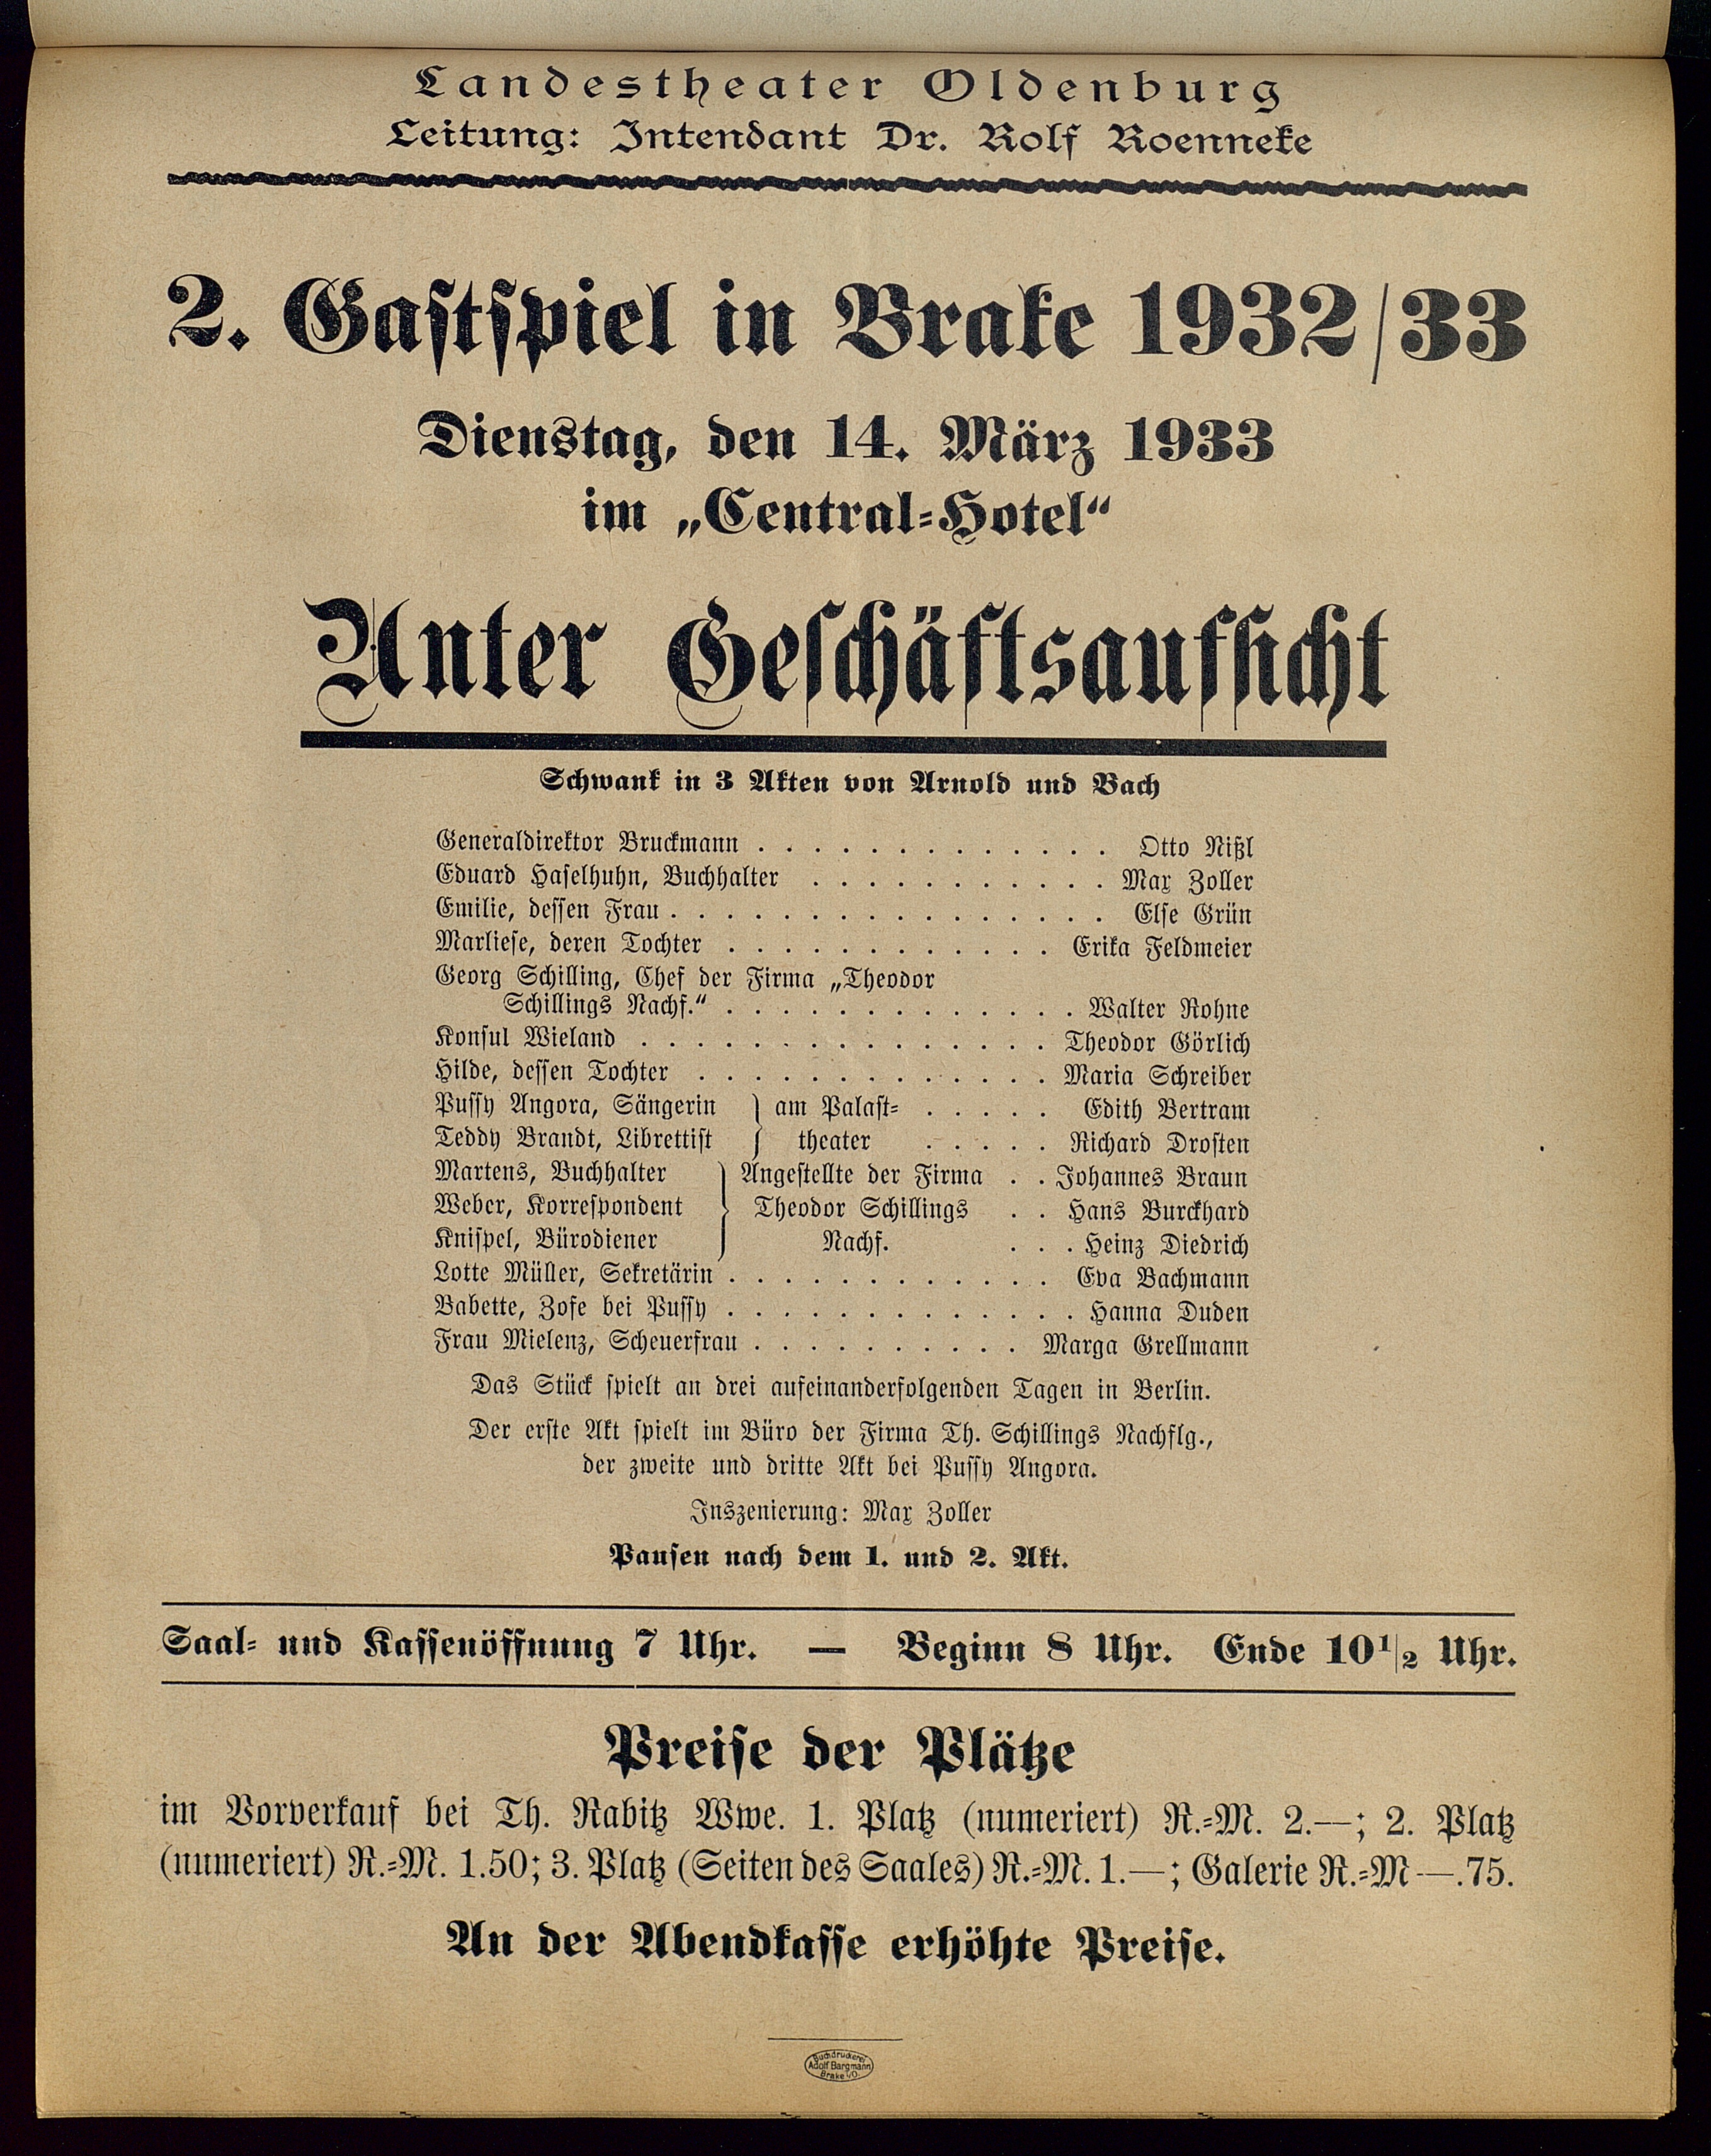 Landestheater Oldenburg
Leitung: Intendant Dr. Rolf Roenneke
2. Gastspiel in Brake 1932/33
Dienstag, den 14. März 1933
im „Central-Hotel“
Unter Geschäftsaufsicht
Schwank in 3 Akten von Arnold und Bach
Generaldirektor Bruckmann . . . . . . . . . . . . . Otto Nißl
Eduard Haselhuhn, Buchhalter . . . . . . . . . . . Max Zoller
Emilie, dessen Frau . . . . . . . . . . . . . . . . Else Grün
Marliese, deren Tochter . . . . . . . . . . . . Erika Feldmeier
Georg Schilling, Chef der Firma „Theodor
Schillings Nachf.“ . . . . . . . . . . . . . Walter Rohne
Konsul Wieland . . . . . . . . . . . . . . . Theodor Görlich
Hilde, dessen Tochter . . . . . . . . . . . . . Maria Schreiber
Pussy Angora, Sängerin } am Palast- . . . . . Edith Bertram
Teddy Brandt, Librettist } theater . . . . . Richard Drosten
Martens, Buchhalter } Angestellte der Firma . . Johannes Braun
Weber, Korrespondent } Theodor Schillings . . Hans Burckhard
Knispel, Bürodiener } Nachf. . . . Heinz Diedrich
Lotte Müller, Sekretärin . . . . . . . . . . . . Eva Bachmann
Babette, Zofe bei Pussy . . . . . . . . . . . . . Hanna Duden
Frau Mielenz, Scheuerfrau . . . . . . . . . . Marga Grellmann
Das Stück spielt an drei aufeinanderfolgenden Tagen in Berlin.
Der erste Akt spielt im Büro der Firma Th. Schillings Nachflg.,
der zweite und dritte Akt bei Pussy Angora.
Inszenierung: Max Zoller
Pausen nach dem 1. und 2. Akt.
Saal- und Kassenöffnung 7 Uhr. — Beginn 8 Uhr. Ende 10 1/2 Uhr.
Preise der Plätze
im Vorverkauf bei Th. Rabitz Wwe. 1. Platz (numeriert) R.-M. 2.—; 2. Platz
(numeriert) R.-M. 1.50; 3. Platz (Seiten des Saales) R.-M. 1.—; Galerie R.-M —.75.
An der Abendkasse erhöhte Preise.
Buchdruckerei
Adolf Bargmann
Brake i/O.